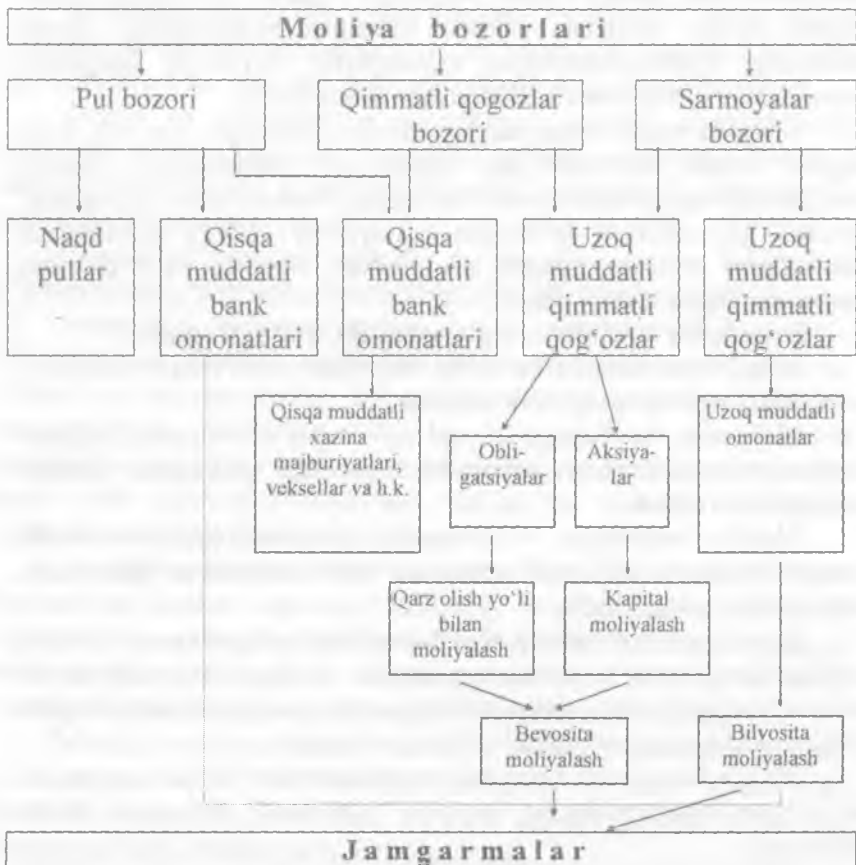 Moliya bozorlari
Pul bozori
Qimmatli qogozlar
bozori
Sarmoyalar
bozori
Naqd
pullar
Qisqa
muddatli
bank
omonatlari
Qisqa
muddatli
bank
omonatlari
Uzoq
muddatli
qimmatli
qog‘ozlar
Uzoq
muddatli
qimmatli
qog‘ozlar
Qisqa muddatli
xazina
majburiyatlari,
veksellar va h.k.
Obli-
gatsiyalar
Aksiya-
lar
Uzoq muddatli
omonatlar
Qarz olish yo‘li
bilan
moliyalash
Kapital
moliyalash
Bevosita
moliyalash
Bilvosita
moliyalash
Jamgarmalar